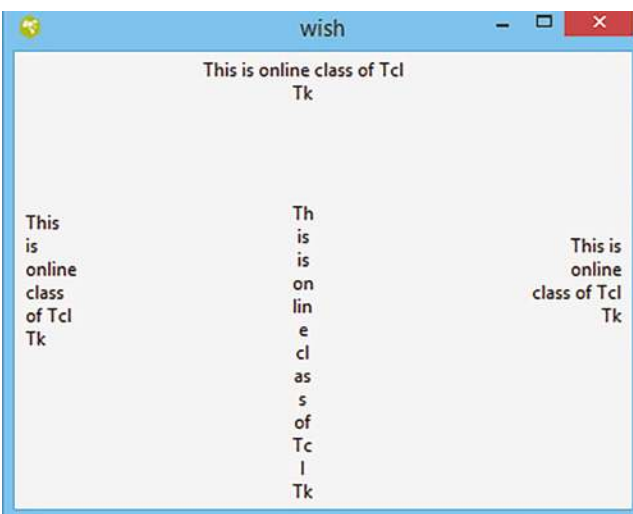 wish
This is online class of Tcl
Tk
This
is
online
class
of Tcl
Tk
Th
is
is
on
lin
e
cl
as
s
of
Tc
l
Tk
This is
online
class of Tcl
Tk